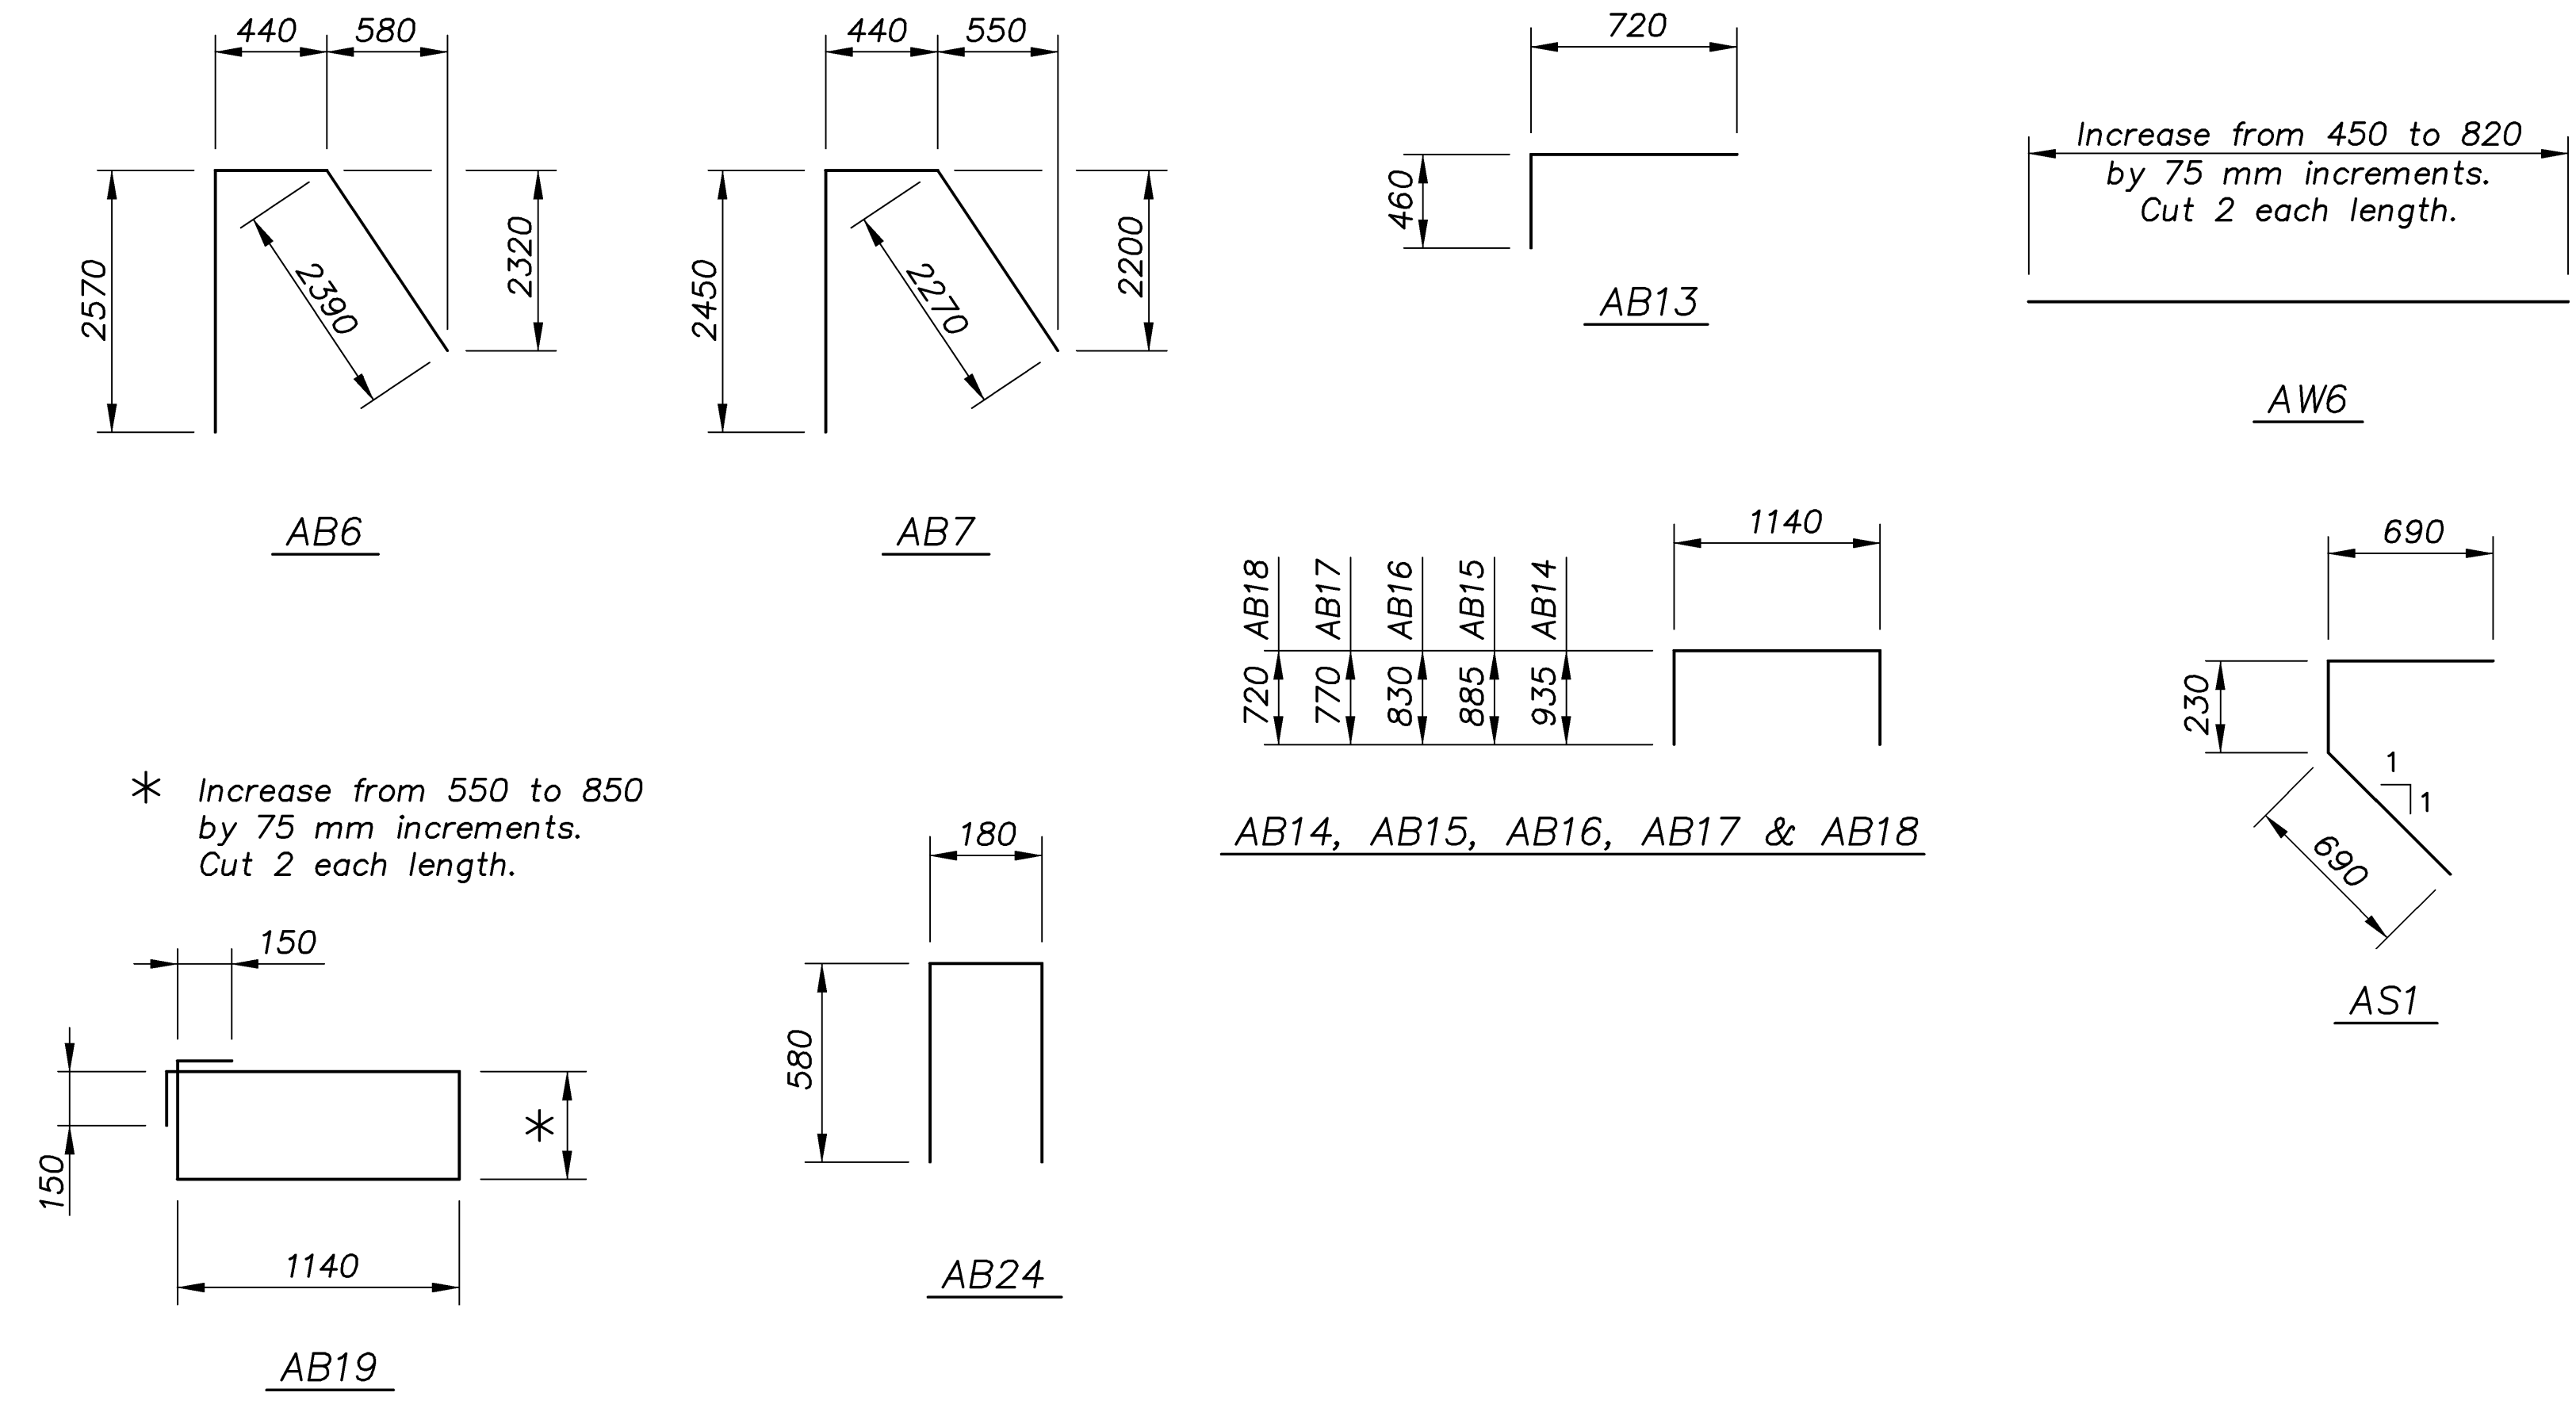 440 580
2570
2390
2320
AB6
440 550
2450
2270
2200
AB7
720
460
AB13
Increase from 450 to 820
by 75 mm increments.
Cut 2 each length.
AW6
1140
AB18 AB17 AB16 AB15 AB14
720 770 830 885 935
AB14, AB15, AB16, AB17 & AB18
690
230
1
1
690
AS1
* Increase from 550 to 850
by 75 mm increments.
Cut 2 each length.
150
150
*
1140
AB19
180
580
AB24